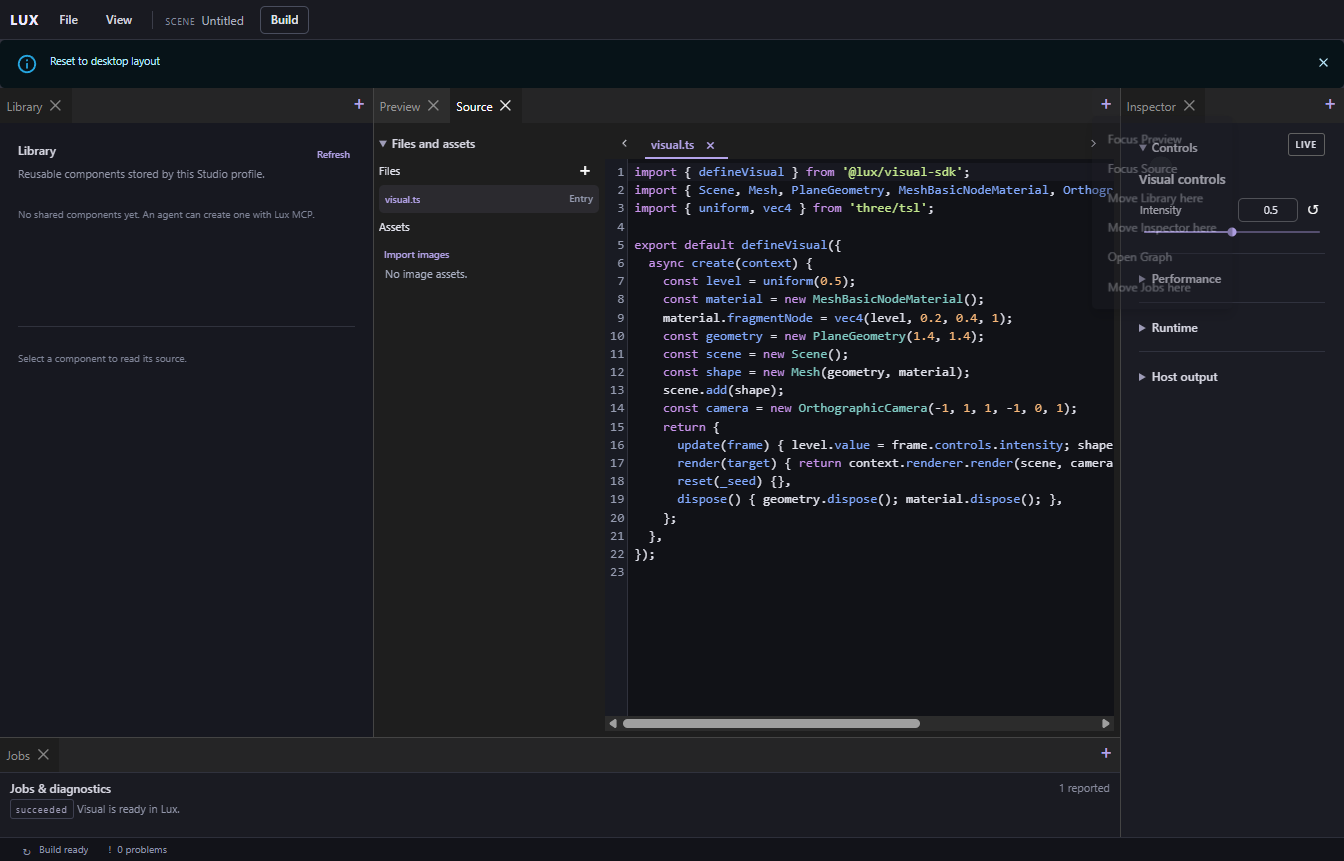 LUX File View SCENE Untitled Build
Reset to desktop layout
Library
Preview Source
Inspector
Library
Refresh
Reusable components stored by this Studio profile.
No shared components yet. An agent can create one with Lux MCP.
Select a component to read its source.
Files and assets
Files
visual.ts Entry
Assets
Import images
No image assets.
visual.ts
1 import { defineVisual } from '@lux/visual-sdk';
2 import { Scene, Mesh, PlaneGeometry, MeshBasicNodeMaterial, Orthogr
3 import { uniform, vec4 } from 'three/tsl';
4
5 export default defineVisual({
6 async create(context) {
7 const level = uniform(0.5);
8 const material = new MeshBasicNodeMaterial();
9 material.fragmentNode = vec4(level, 0.2, 0.4, 1);
10 const geometry = new PlaneGeometry(1.4, 1.4);
11 const scene = new Scene();
12 const shape = new Mesh(geometry, material);
13 scene.add(shape);
14 const camera = new OrthographicCamera(-1, 1, 1, -1, 0, 1);
15 return {
16 update(frame) { level.value = frame.controls.intensity; shape
17 render(target) { return context.renderer.render(scene, camera
18 reset(_seed) {},
19 dispose() { geometry.dispose(); material.dispose(); },
20 };
21 },
22 });
23
Focus Preview
Focus Source
Move Library here
Move Inspector here
Open Graph
Move Jobs here
Controls
LIVE
Visual controls
Intensity 0.5
Performance
Runtime
Host output
Jobs
Jobs & diagnostics
1 reported
succeeded Visual is ready in Lux.
Build ready ! 0 problems